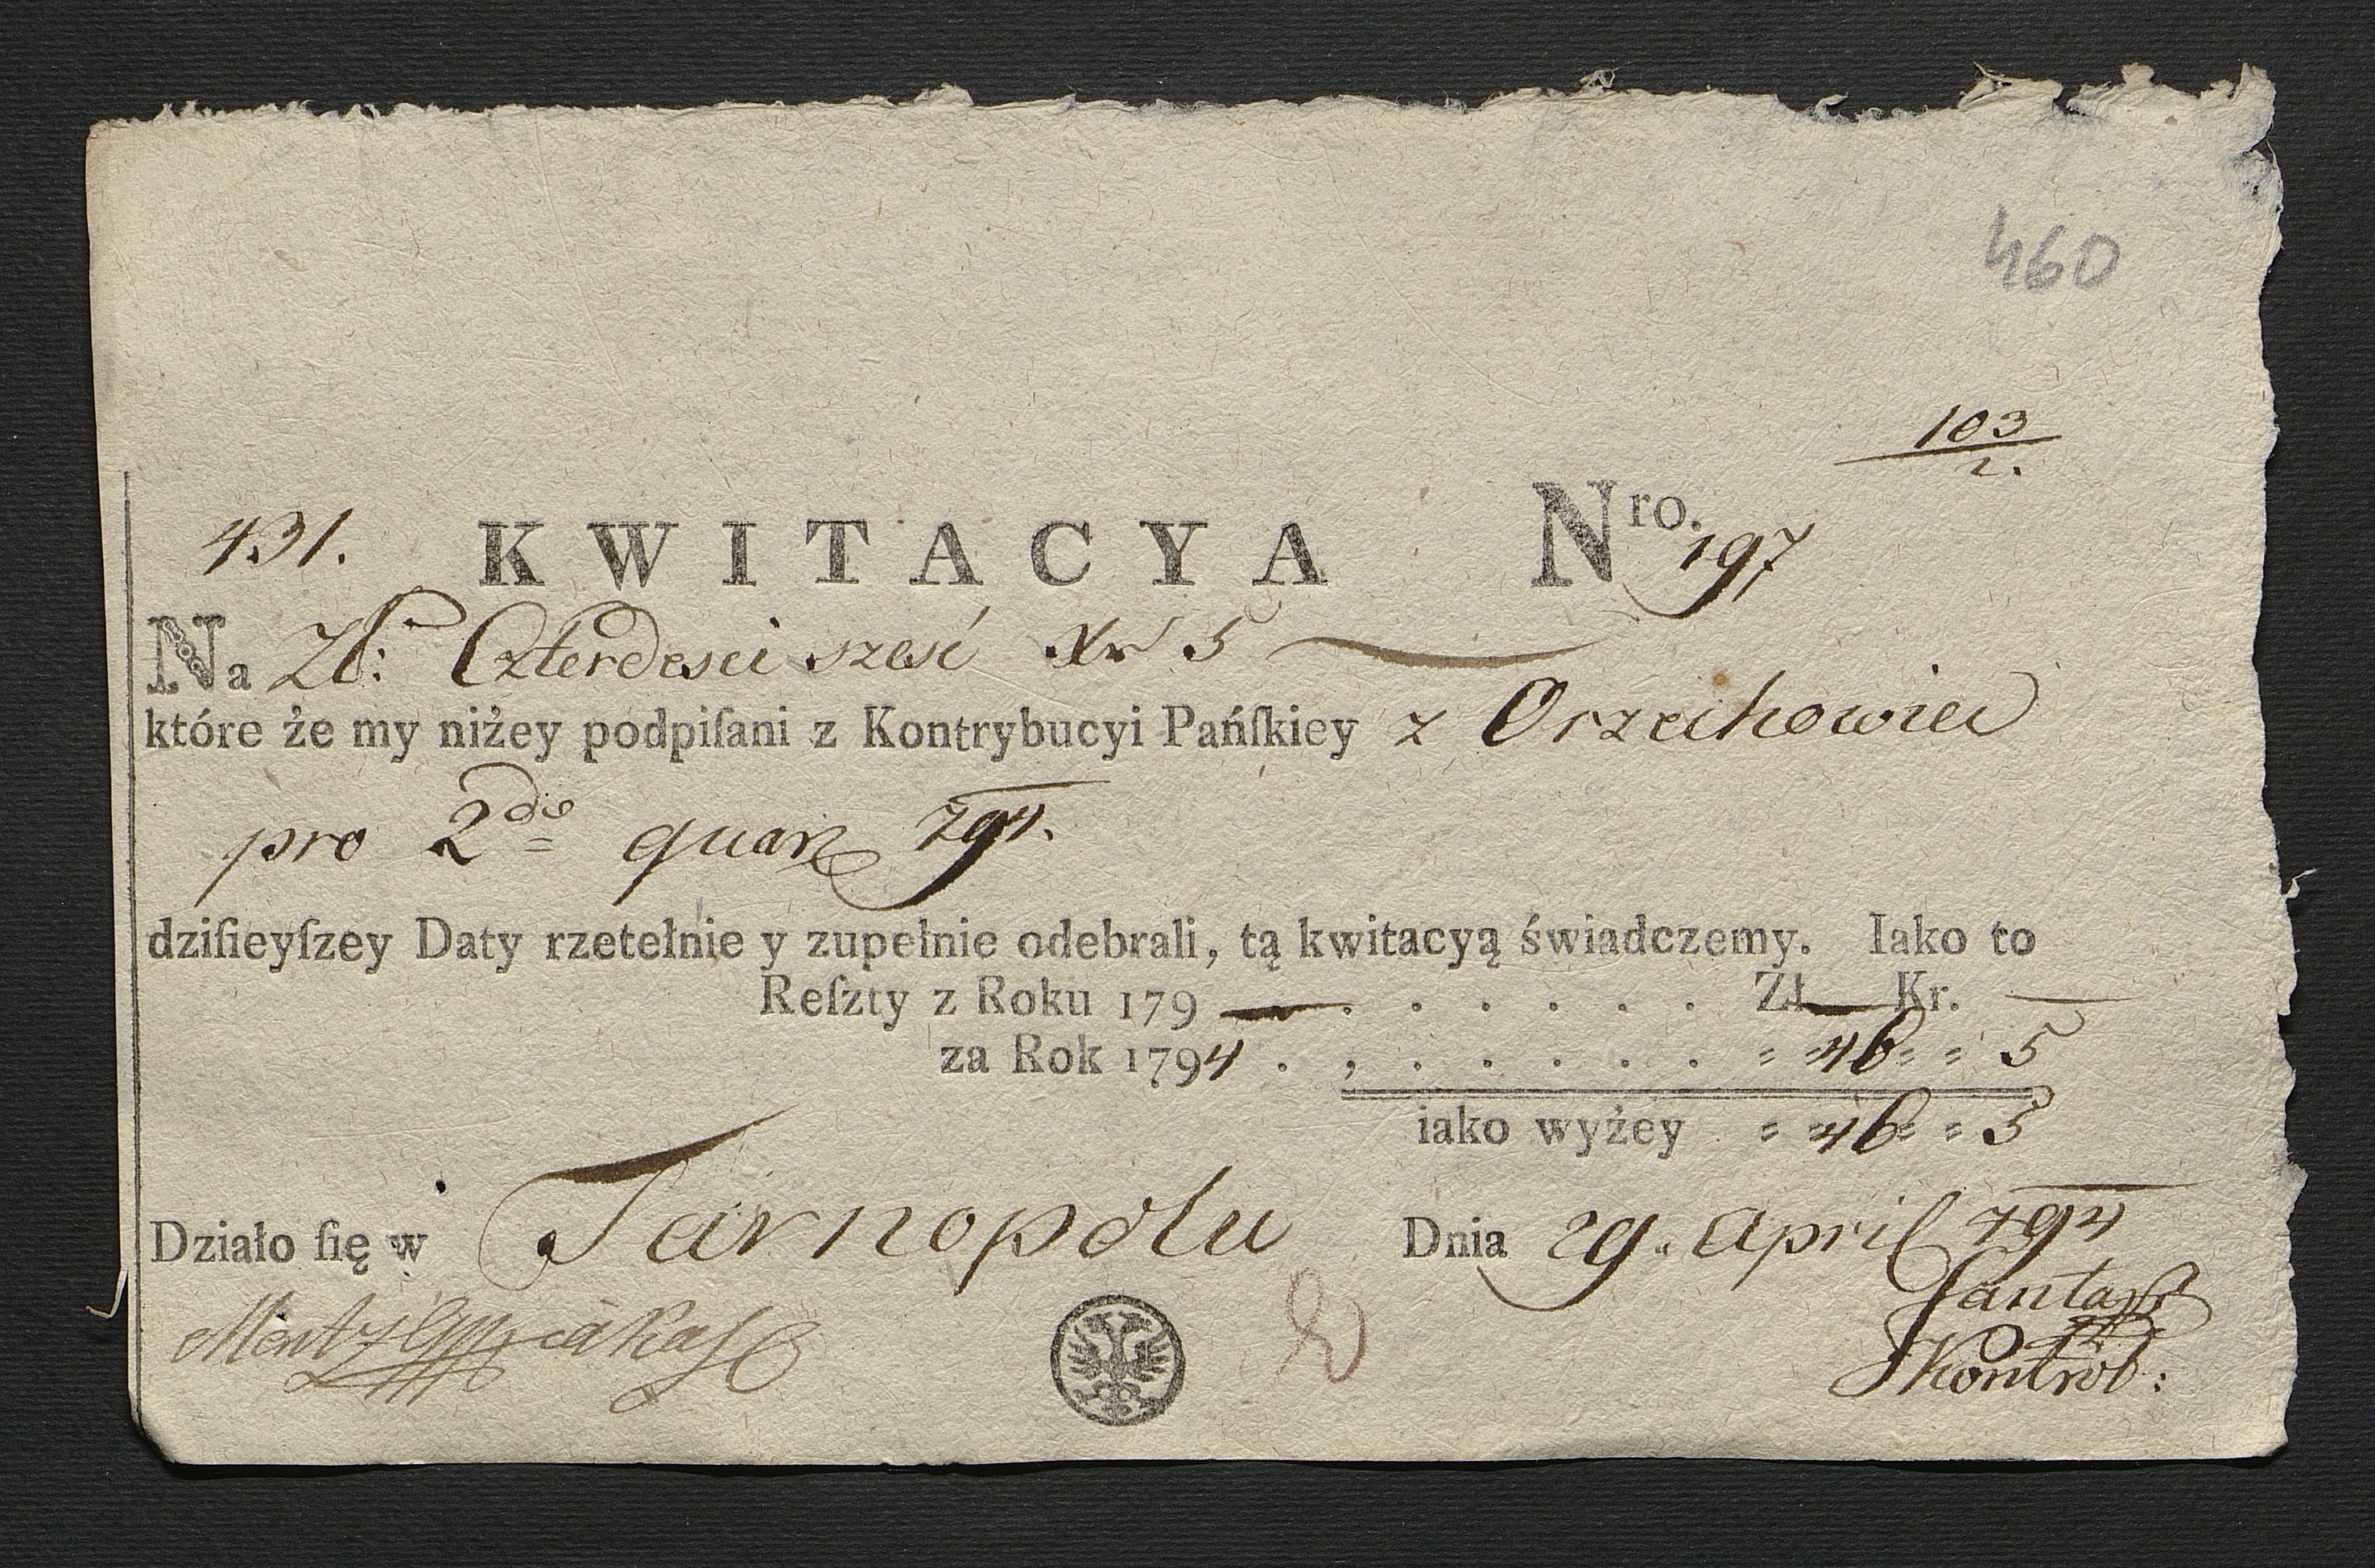 460
103
2.
431. KWITACYA Nro. 197
Na Zł: Czterdesci szesć Xr 5
które że my niżey podpiſani z Kontrybucyi Pańſkiey z Orzechowiec
pro 2do quar 794.
dziſieyſzey Daty rzetelnie y zupełnie odebrali, tą kwitacyą świadczemy. Iako to
Reſzty z Roku 179 — . . . . . . Zł — Kr. —
za Rok 1794 . , . . . . . = 46 = = 5
iako wyżey = 46 = = 5
Działo ſię w Tarnopolu Dnia 29. April 794
Kontrol: